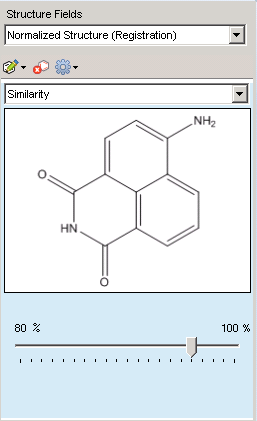 Structure Fields
Normalized Structure (Registration)
Similarity
NH2
O
HN
O
80 % 100 %